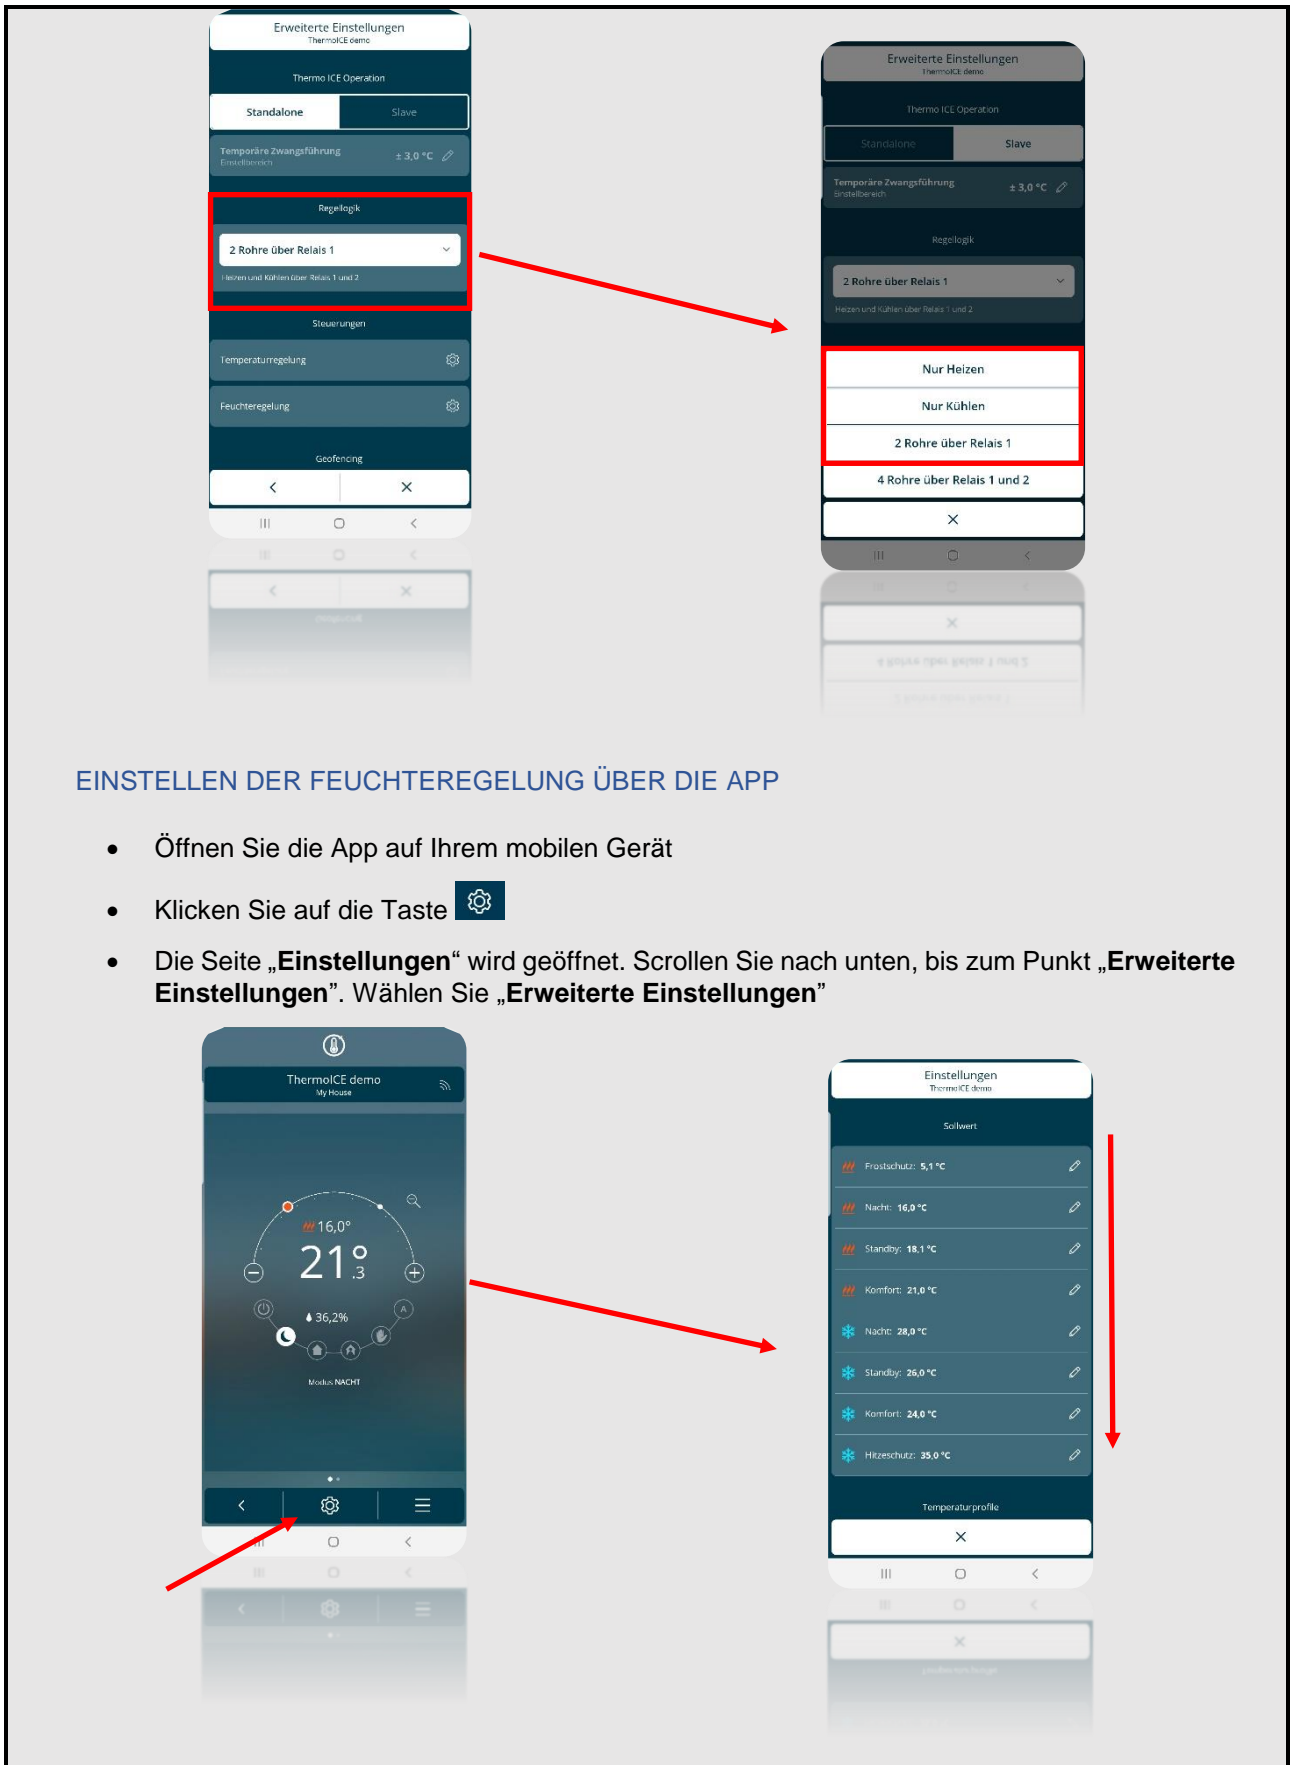 Erweiterte Einstellungen
ThermoICE demo
Thermo ICE Operation
Standalone
Slave
Temporäre Zwangsführung
± 3,0 °C
Einstellbereich
Regellogik
2 Rohre über Relais 1
Heizen und Kühlen über Relais 1 und 2
Steuerungen
Temperaturregelung
Feuchteregelung
Geofencing
Erweiterte Einstellungen
ThermoICE demo
Thermo ICE Operation
Standalone
Slave
Temporäre Zwangsführung
± 3,0 °C
Einstellbereich
Regellogik
2 Rohre über Relais 1
Heizen und Kühlen über Relais 1 und 2
Nur Heizen
Nur Kühlen
2 Rohre über Relais 1
4 Rohre über Relais 1 und 2
EINSTELLEN DER FEUCHTEREGELUNG ÜBER DIE APP
• Öffnen Sie die App auf Ihrem mobilen Gerät
• Klicken Sie auf die Taste
• Die Seite „Einstellungen“ wird geöffnet. Scrollen Sie nach unten, bis zum Punkt „Erweiterte
Einstellungen”. Wählen Sie „Erweiterte Einstellungen”
ThermoICE demo
My House
16,0°
21°.3
36,2%
A
Modus NACHT
Einstellungen
ThermoICE demo
Sollwert
Frostschutz: 5,1 °C
Nacht: 16,0 °C
Standby: 18,1 °C
Komfort: 21,0 °C
Nacht: 28,0 °C
Standby: 26,0 °C
Komfort: 24,0 °C
Hitzeschutz: 35,0 °C
Temperaturprofile